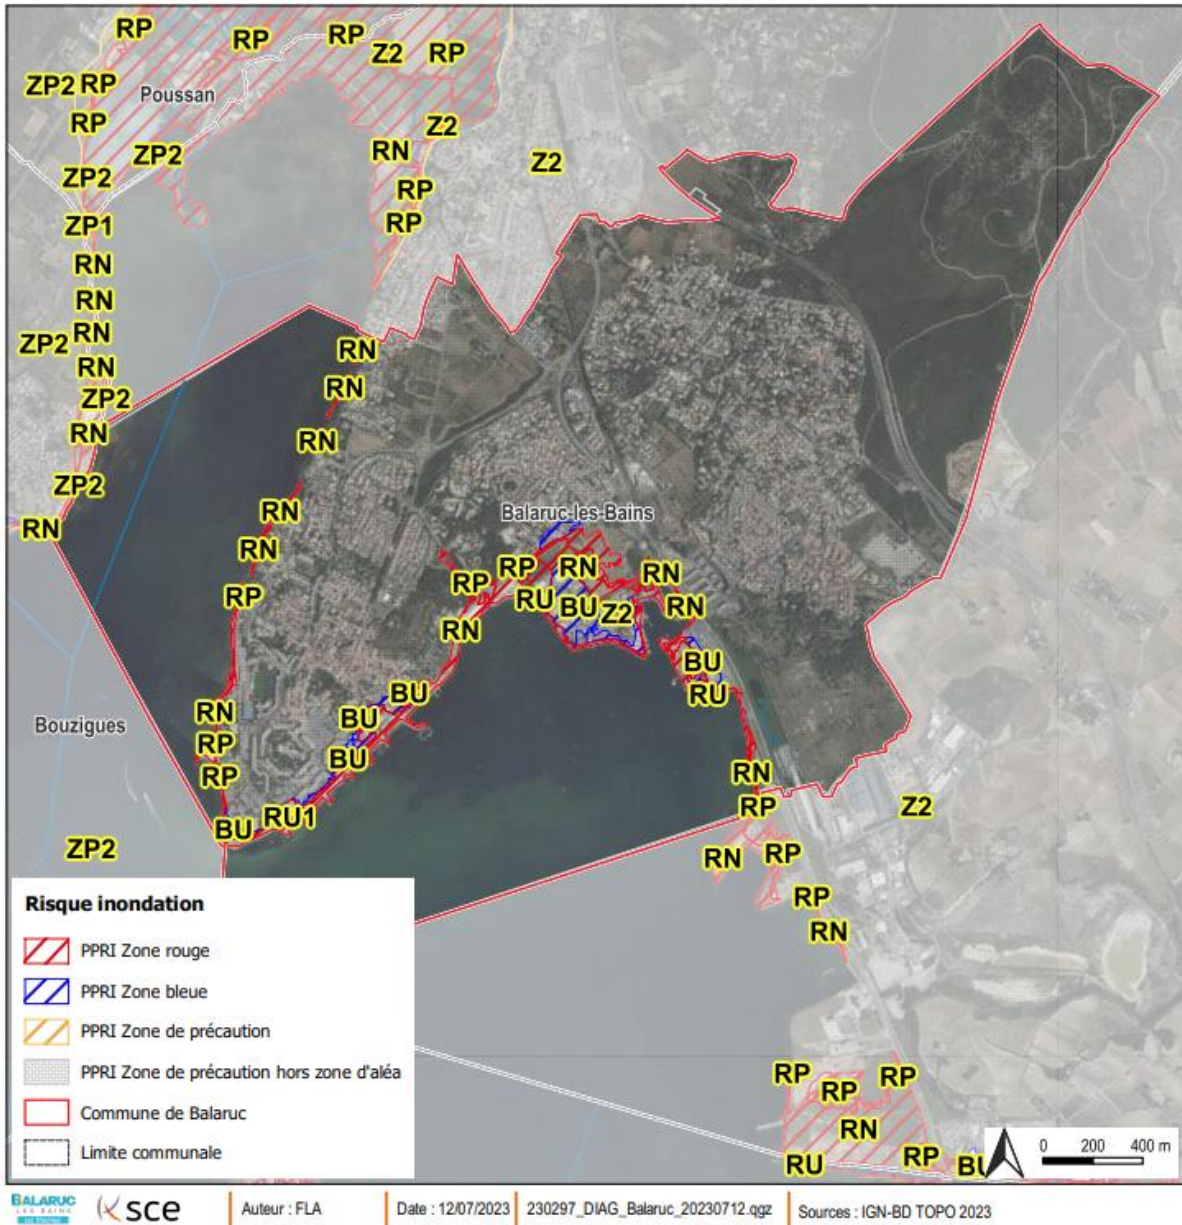 RP
RP
RP
Z2
RP
ZP2
RP
Poussan
RP
Z2
ZP2
RN
Z2
ZP2
RP
ZP1
RP
RN
RN
RN
ZP2
RN
RN
RN
ZP2
RN
RN
ZP2
RN
RN
Balaruc-les-Bains
RN
RP
RN
RN
RP
RP
RU
BU
Z2
RN
RN
BU
RU
BU
RN
BU
Bouzigues
RP
BU
RP
RN
RP
Z2
BU
RU1
ZP2
RN
RP
RP
RN
Risque inondation
PPRI Zone rouge
PPRI Zone bleue
PPRI Zone de précaution
PPRI Zone de précaution hors zone d'aléa
Commune de Balaruc
Limite communale
RP
RP
RP
RN
RP
RU
BU
0 200 400 m
BALARUC
LES BAINS
sce
Auteur : FLA
Date : 12/07/2023
230297_DIAG_Balaruc_20230712.qgz
Sources : IGN-BD TOPO 2023